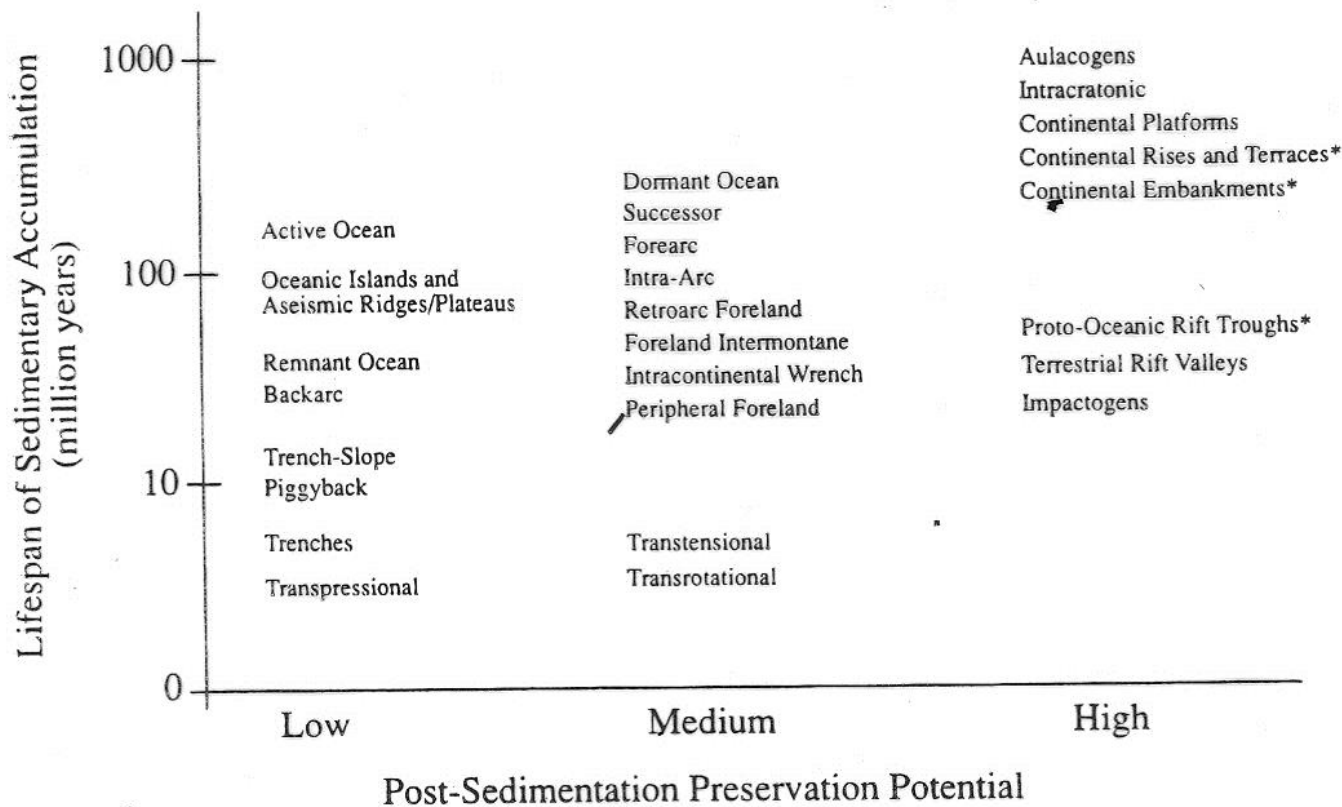 Lifespan of Sedimentary Accumulation
(million years)
1000
100
10
0
Active Ocean
Oceanic Islands and
Aseismic Ridges/Plateaus
Remnant Ocean
Backarc
Trench-Slope
Piggyback
Trenches
Transpressional
Dormant Ocean
Successor
Forearc
Intra-Arc
Retroarc Foreland
Foreland Intermontane
Intracontinental Wrench
Peripheral Foreland
Transtensional
Transrotational
Aulacogens
Intracratonic
Continental Platforms
Continental Rises and Terraces*
Continental Embankments*
Proto-Oceanic Rift Troughs*
Terrestrial Rift Valleys
Impactogens
Low
Medium
High
Post-Sedimentation Preservation Potential